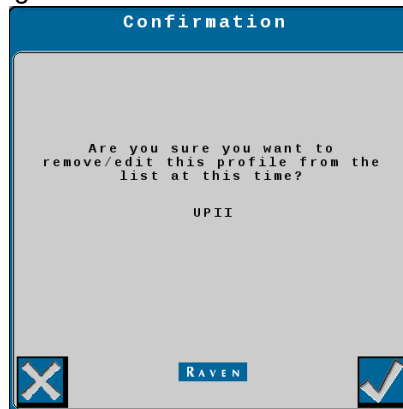 Confirmation
Are you sure you want to
remove/edit this profile from the
list at this time?
UPII
RAVEN